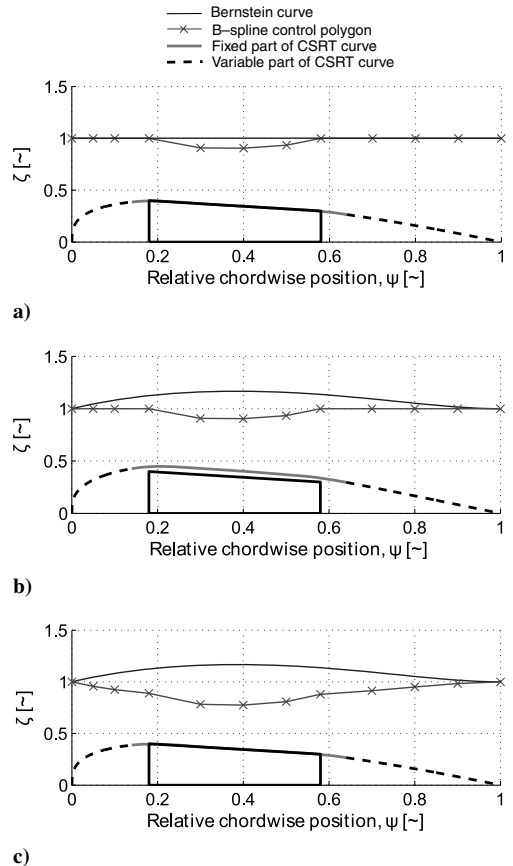 Bernstein curve
B–spline control polygon
Fixed part of CSRT curve
Variable part of CSRT curve
1.5
1
0.5
0
ζ [~]
0 0.2 0.4 0.6 0.8 1
Relative chordwise position, ψ [~]
a)
1.5
1
0.5
0
ζ [~]
0 0.2 0.4 0.6 0.8 1
Relative chordwise position, ψ [~]
b)
1.5
1
0.5
0
ζ [~]
0 0.2 0.4 0.6 0.8 1
Relative chordwise position, ψ [~]
c)